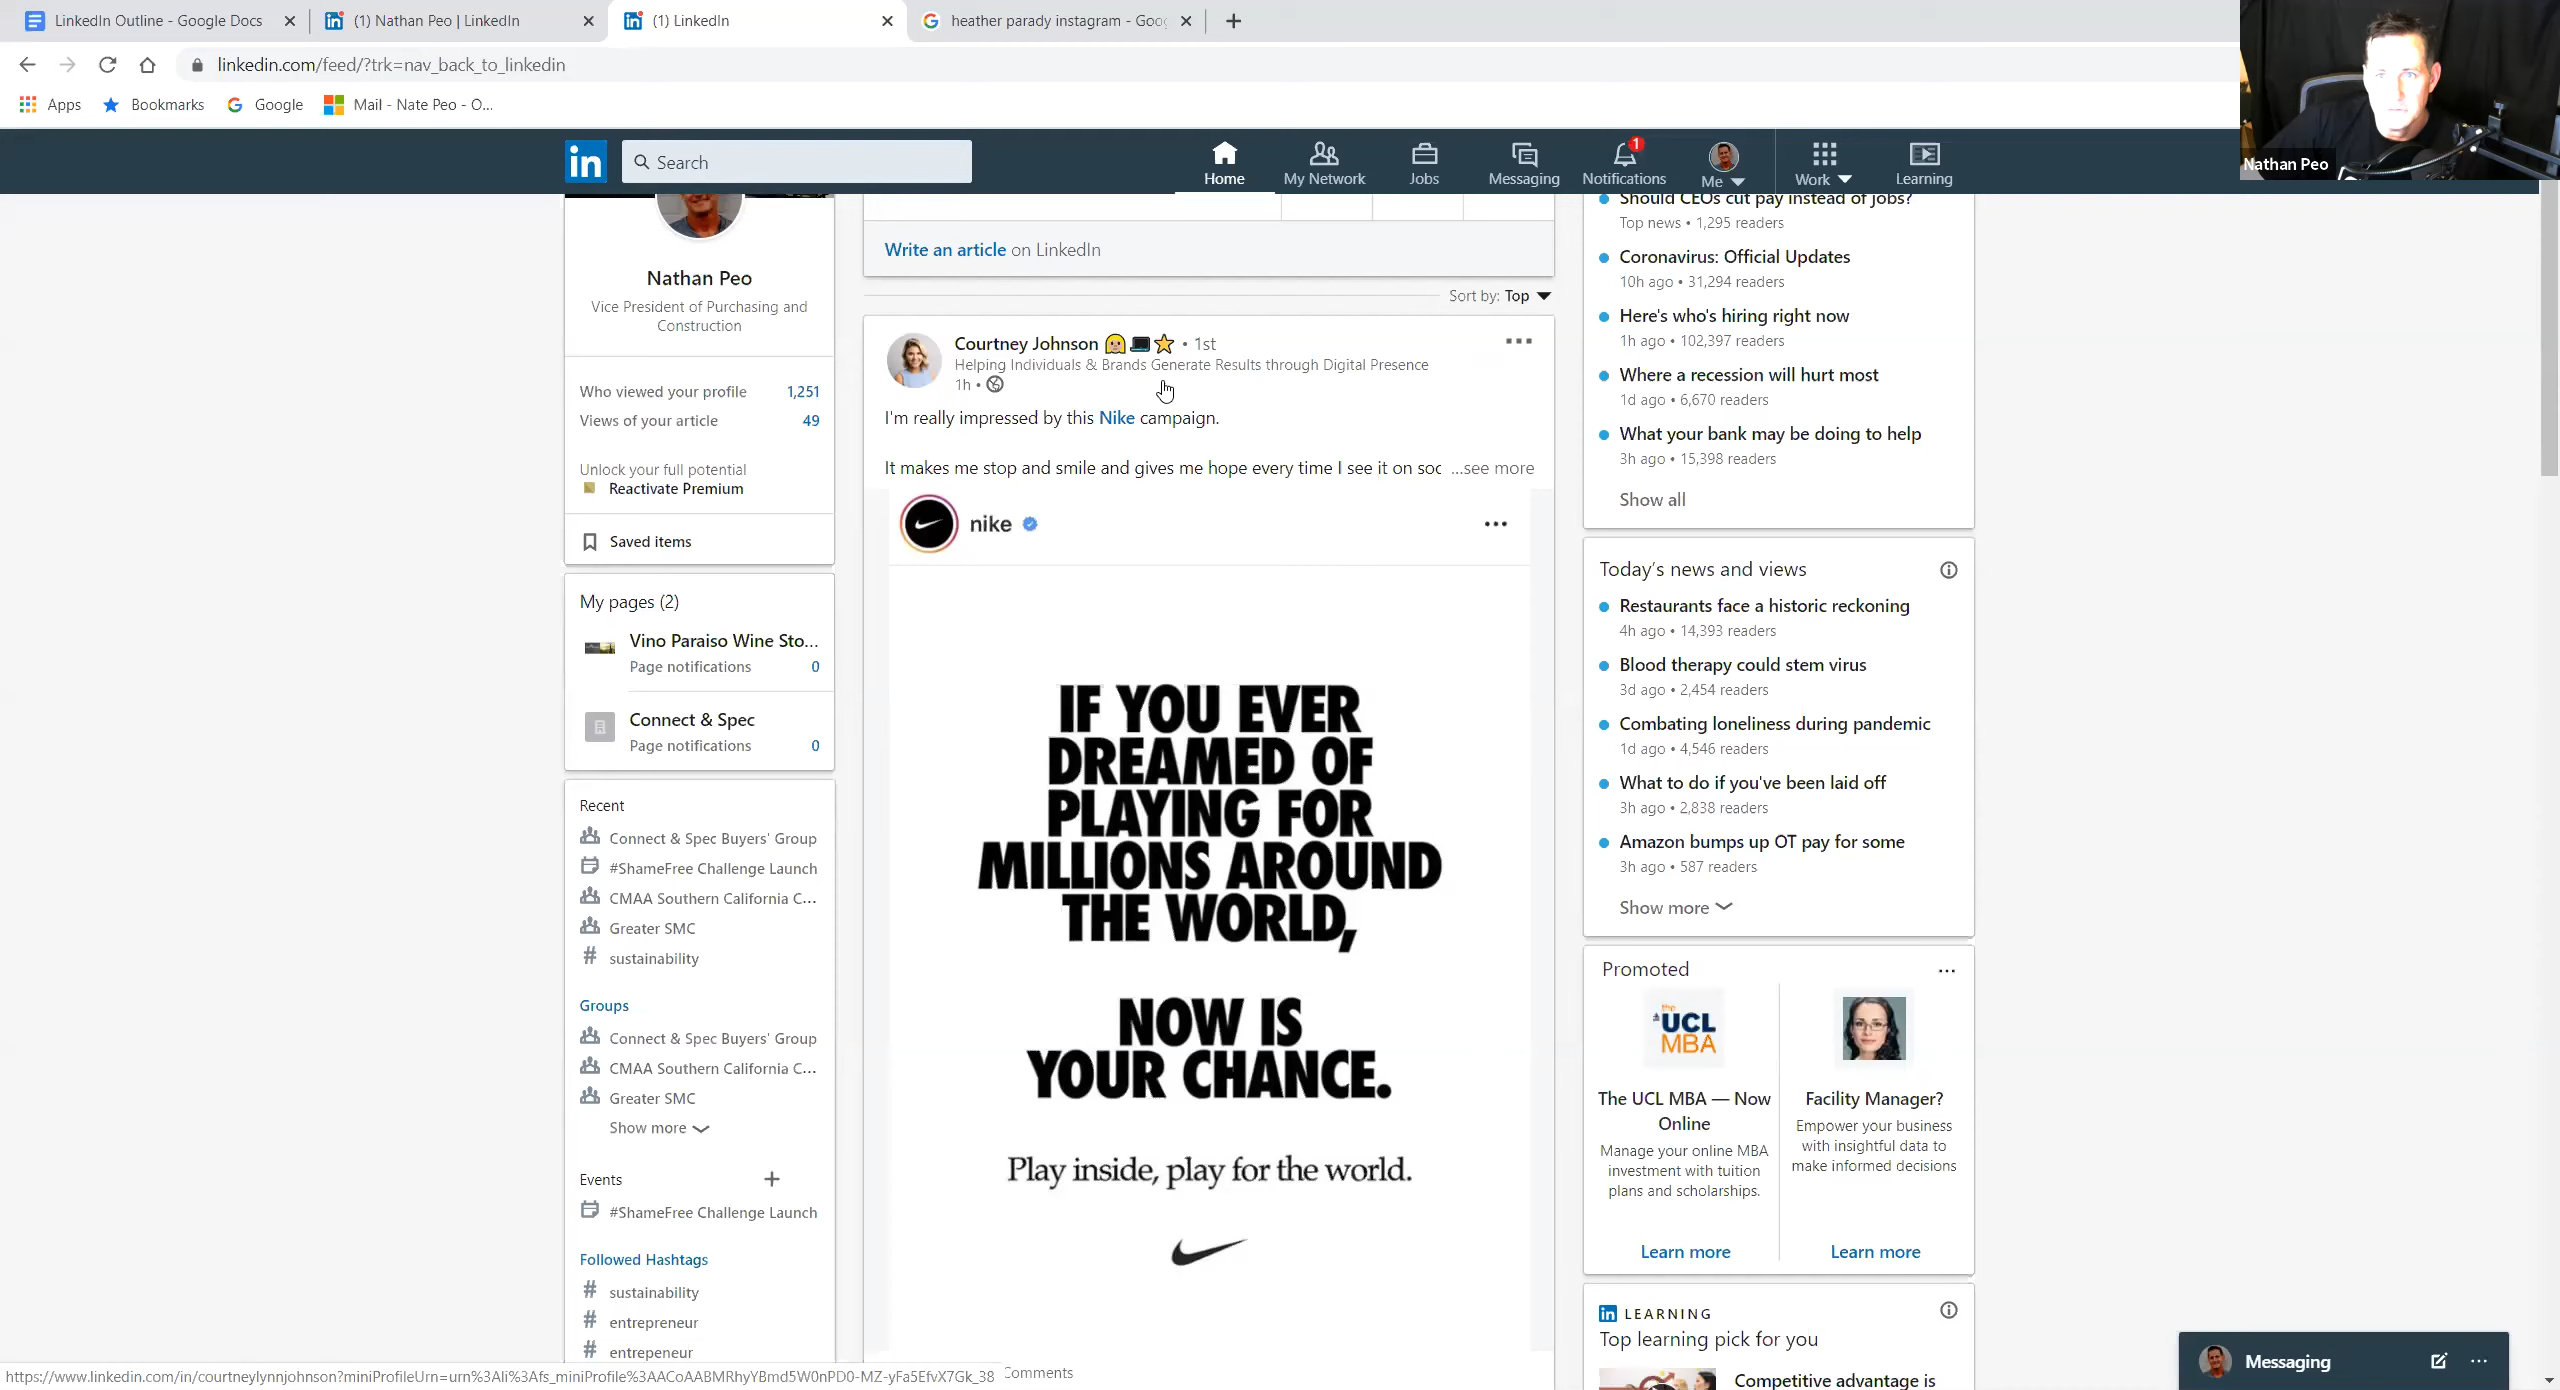 LinkedIn Outline - Google Docs
(1) Nathan Peo | LinkedIn
(1) LinkedIn
heather parady instagram - Goo
linkedin.com/feed/?trk=nav_back_to_linkedin
Apps
Bookmarks
Google
Mail - Nate Peo - O...
Nathan Peo
in
Search
Home
My Network
Jobs
Messaging
1
Notifications
Me
Work
Learning
Nathan Peo
Vice President of Purchasing and
Construction
Who viewed your profile 1,251
Views of your article 49
Unlock your full potential
Reactivate Premium
Saved items
My pages (2)
Vino Paraiso Wine Sto...
Page notifications 0
Connect & Spec
Page notifications 0
Recent
Connect & Spec Buyers' Group
#ShameFree Challenge Launch
CMAA Southern California C...
Greater SMC
# sustainability
Groups
Connect & Spec Buyers' Group
CMAA Southern California C...
Greater SMC
Show more
Events +
#ShameFree Challenge Launch
Followed Hashtags
# sustainability
# entrepreneur
# entrepeneur
https://www.linkedin.com/in/courtneylynnjohnson?miniProfileUrn=urn%3Ali%3Afs_miniProfile%3AACoAABMRhyYBmd5W0nPD0-MZ-yFa5EfvX7Gk_38
Write an article on LinkedIn
Sort by: Top
Courtney Johnson • 1st
Helping Individuals & Brands Generate Results through Digital Presence
1h •
I'm really impressed by this Nike campaign.
It makes me stop and smile and gives me hope every time I see it on soc ...see more
nike
IF YOU EVER
DREAMED OF
PLAYING FOR
MILLIONS AROUND
THE WORLD,
NOW IS
YOUR CHANCE.
Play inside, play for the world.
Comments
Should CEOs cut pay instead of jobs?
Top news • 1,295 readers
Coronavirus: Official Updates
10h ago • 31,294 readers
Here's who's hiring right now
1h ago • 102,397 readers
Where a recession will hurt most
1d ago • 6,670 readers
What your bank may be doing to help
3h ago • 15,398 readers
Show all
Today's news and views
Restaurants face a historic reckoning
4h ago • 14,393 readers
Blood therapy could stem virus
3d ago • 2,454 readers
Combating loneliness during pandemic
1d ago • 4,546 readers
What to do if you've been laid off
3h ago • 2,838 readers
Amazon bumps up OT pay for some
3h ago • 587 readers
Show more
Promoted
UCL
MBA
The UCL MBA — Now
Online
Manage your online MBA
investment with tuition
plans and scholarships.
Learn more
Facility Manager?
Empower your business
with insightful data to
make informed decisions
Learn more
in LEARNING
Top learning pick for you
Competitive advantage is
Messaging